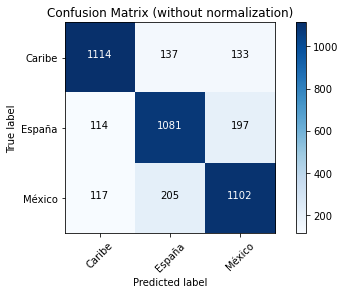 Confusion Matrix (without normalization)
True label
Caribe 1114 137 133
España 114 1081 197
México 117 205 1102
Caribe España México
Predicted label
1000
800
600
400
200